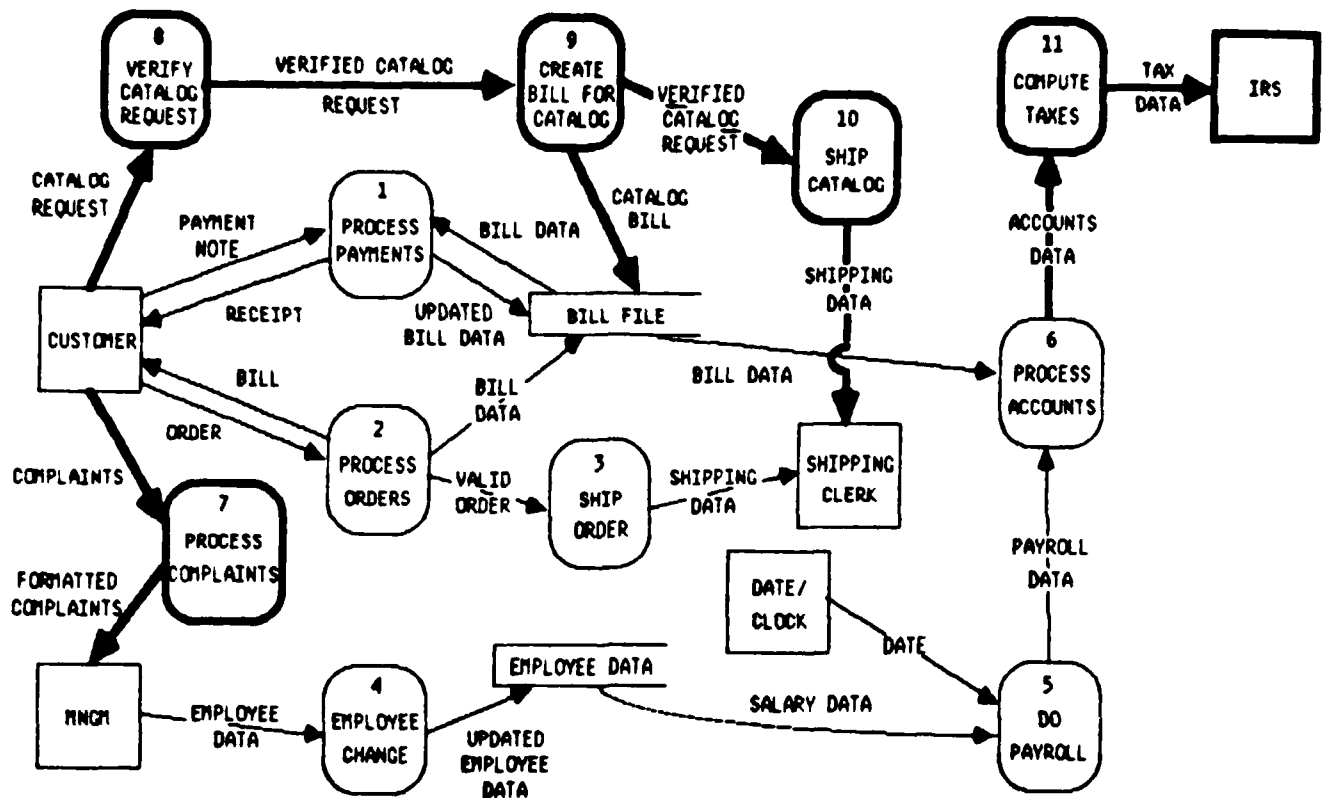 8
VERIFY
CATALOG
REQUEST
VERIFIED CATALOG
REQUEST
9
CREATE
BILL FOR
CATALOG
VERIFIED
CATALOG
REQUEST
10
SHIP
CATALOG
11
COMPUTE
TAXES
TAX
DATA
IRS
CATALOG
REQUEST
PAYMENT
NOTE
1
PROCESS
PAYMENTS
BILL DATA
CATALOG
BILL
SHIPPING
DATA
ACCOUNTS
DATA
CUSTOMER
RECEIPT
UPDATED
BILL DATA
BILL FILE
BILL DATA
6
PROCESS
ACCOUNTS
BILL
ORDER
2
PROCESS
ORDERS
BILL
DATA
VALID
ORDER
3
SHIP
ORDER
SHIPPING
DATA
SHIPPING
CLERK
COMPLAINTS
7
PROCESS
COMPLAINTS
FORMATTED
COMPLAINTS
DATE/
CLOCK
DATE
PAYROLL
DATA
MNGM
EMPLOYEE
DATA
4
EMPLOYEE
CHANGE
UPDATED
EMPLOYEE
DATA
EMPLOYEE DATA
SALARY DATA
5
DO
PAYROLL